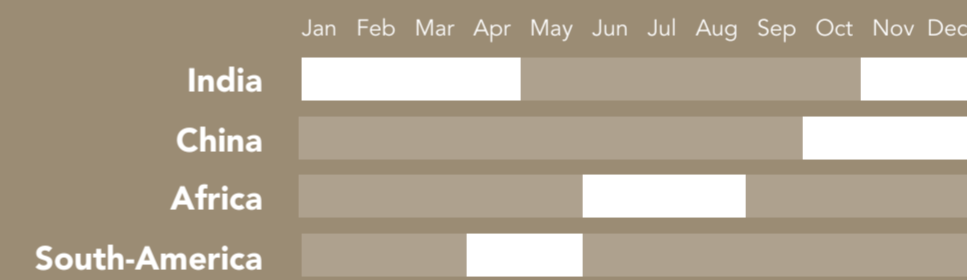 Jan Feb Mar Apr May Jun Jul Aug Sep Oct Nov Dec
India
China
Africa
South-America